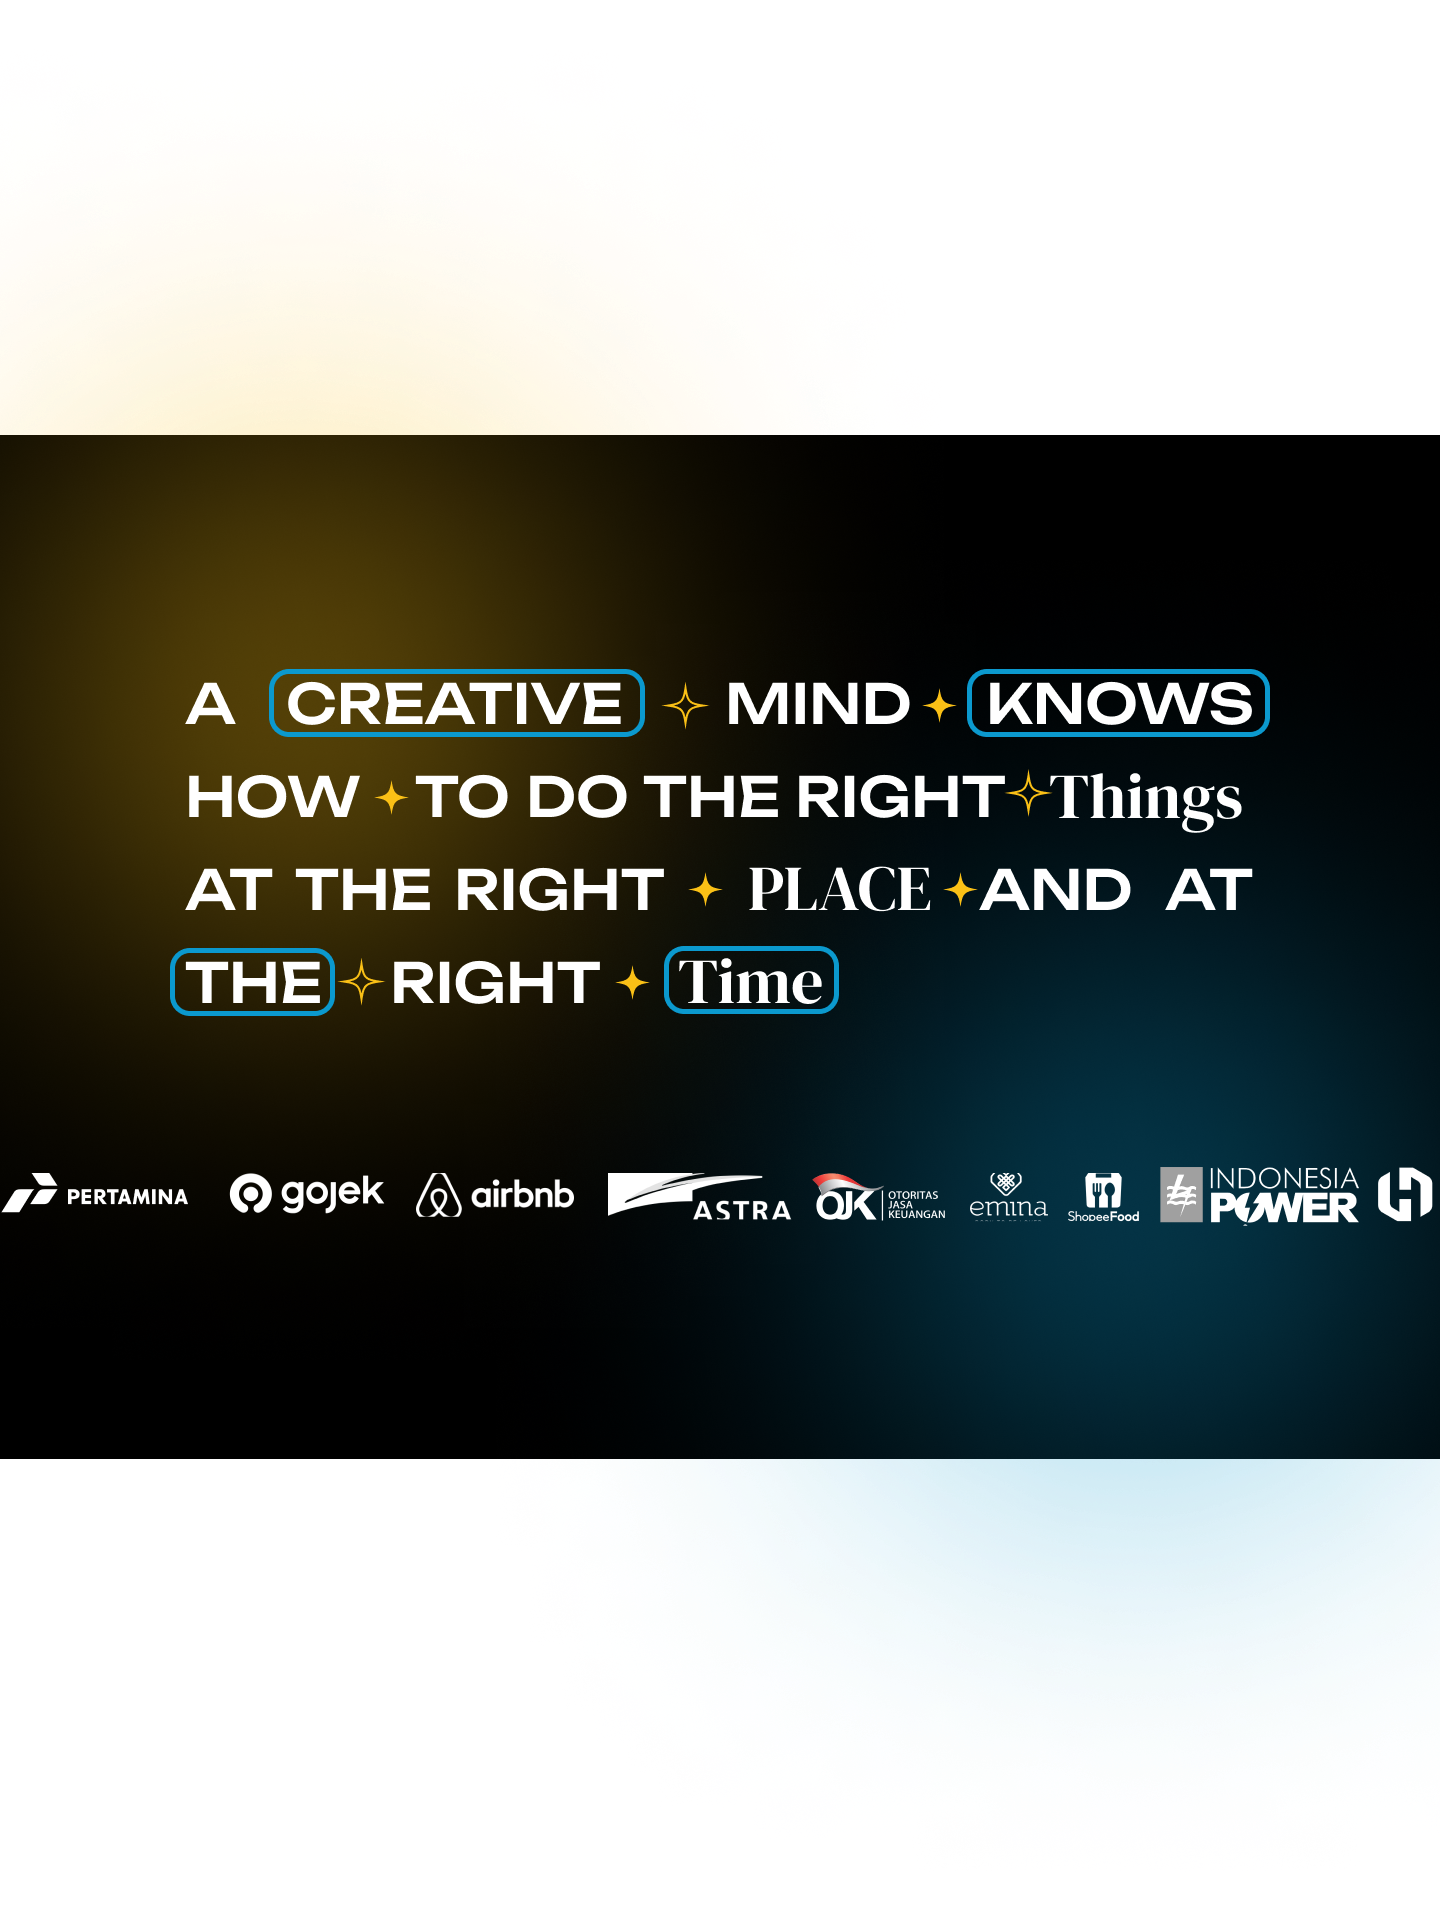 A CREATIVE MIND KNOWS
HOW TO DO THE RIGHT Things
AT THE RIGHT PLACE AND AT
THE RIGHT Time
PERTAMINA
gojek
airbnb
ASTRA
OJK
OTORITAS
JASA
KEUANGAN
emina
ShopeeFood
INDONESIA
POWER